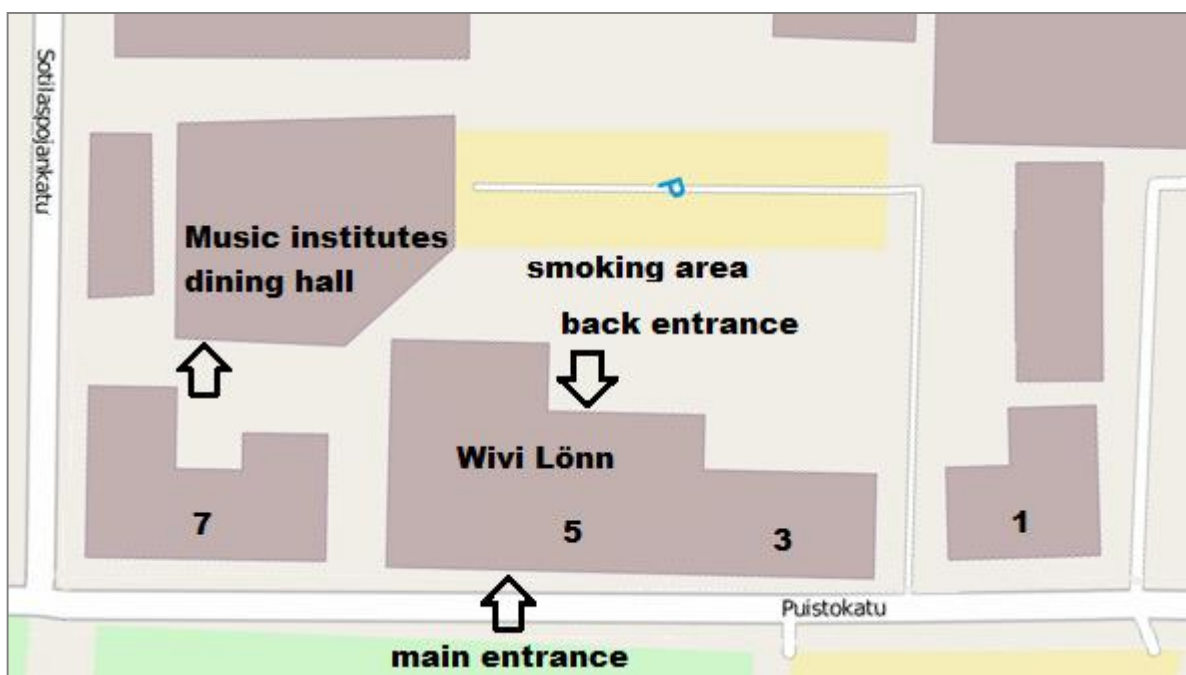 Sotilaspojankatu
P
Music institutes
dining hall
smoking area
back entrance
Wivi Lönn
7
5
3
1
Puistokatu
main entrance